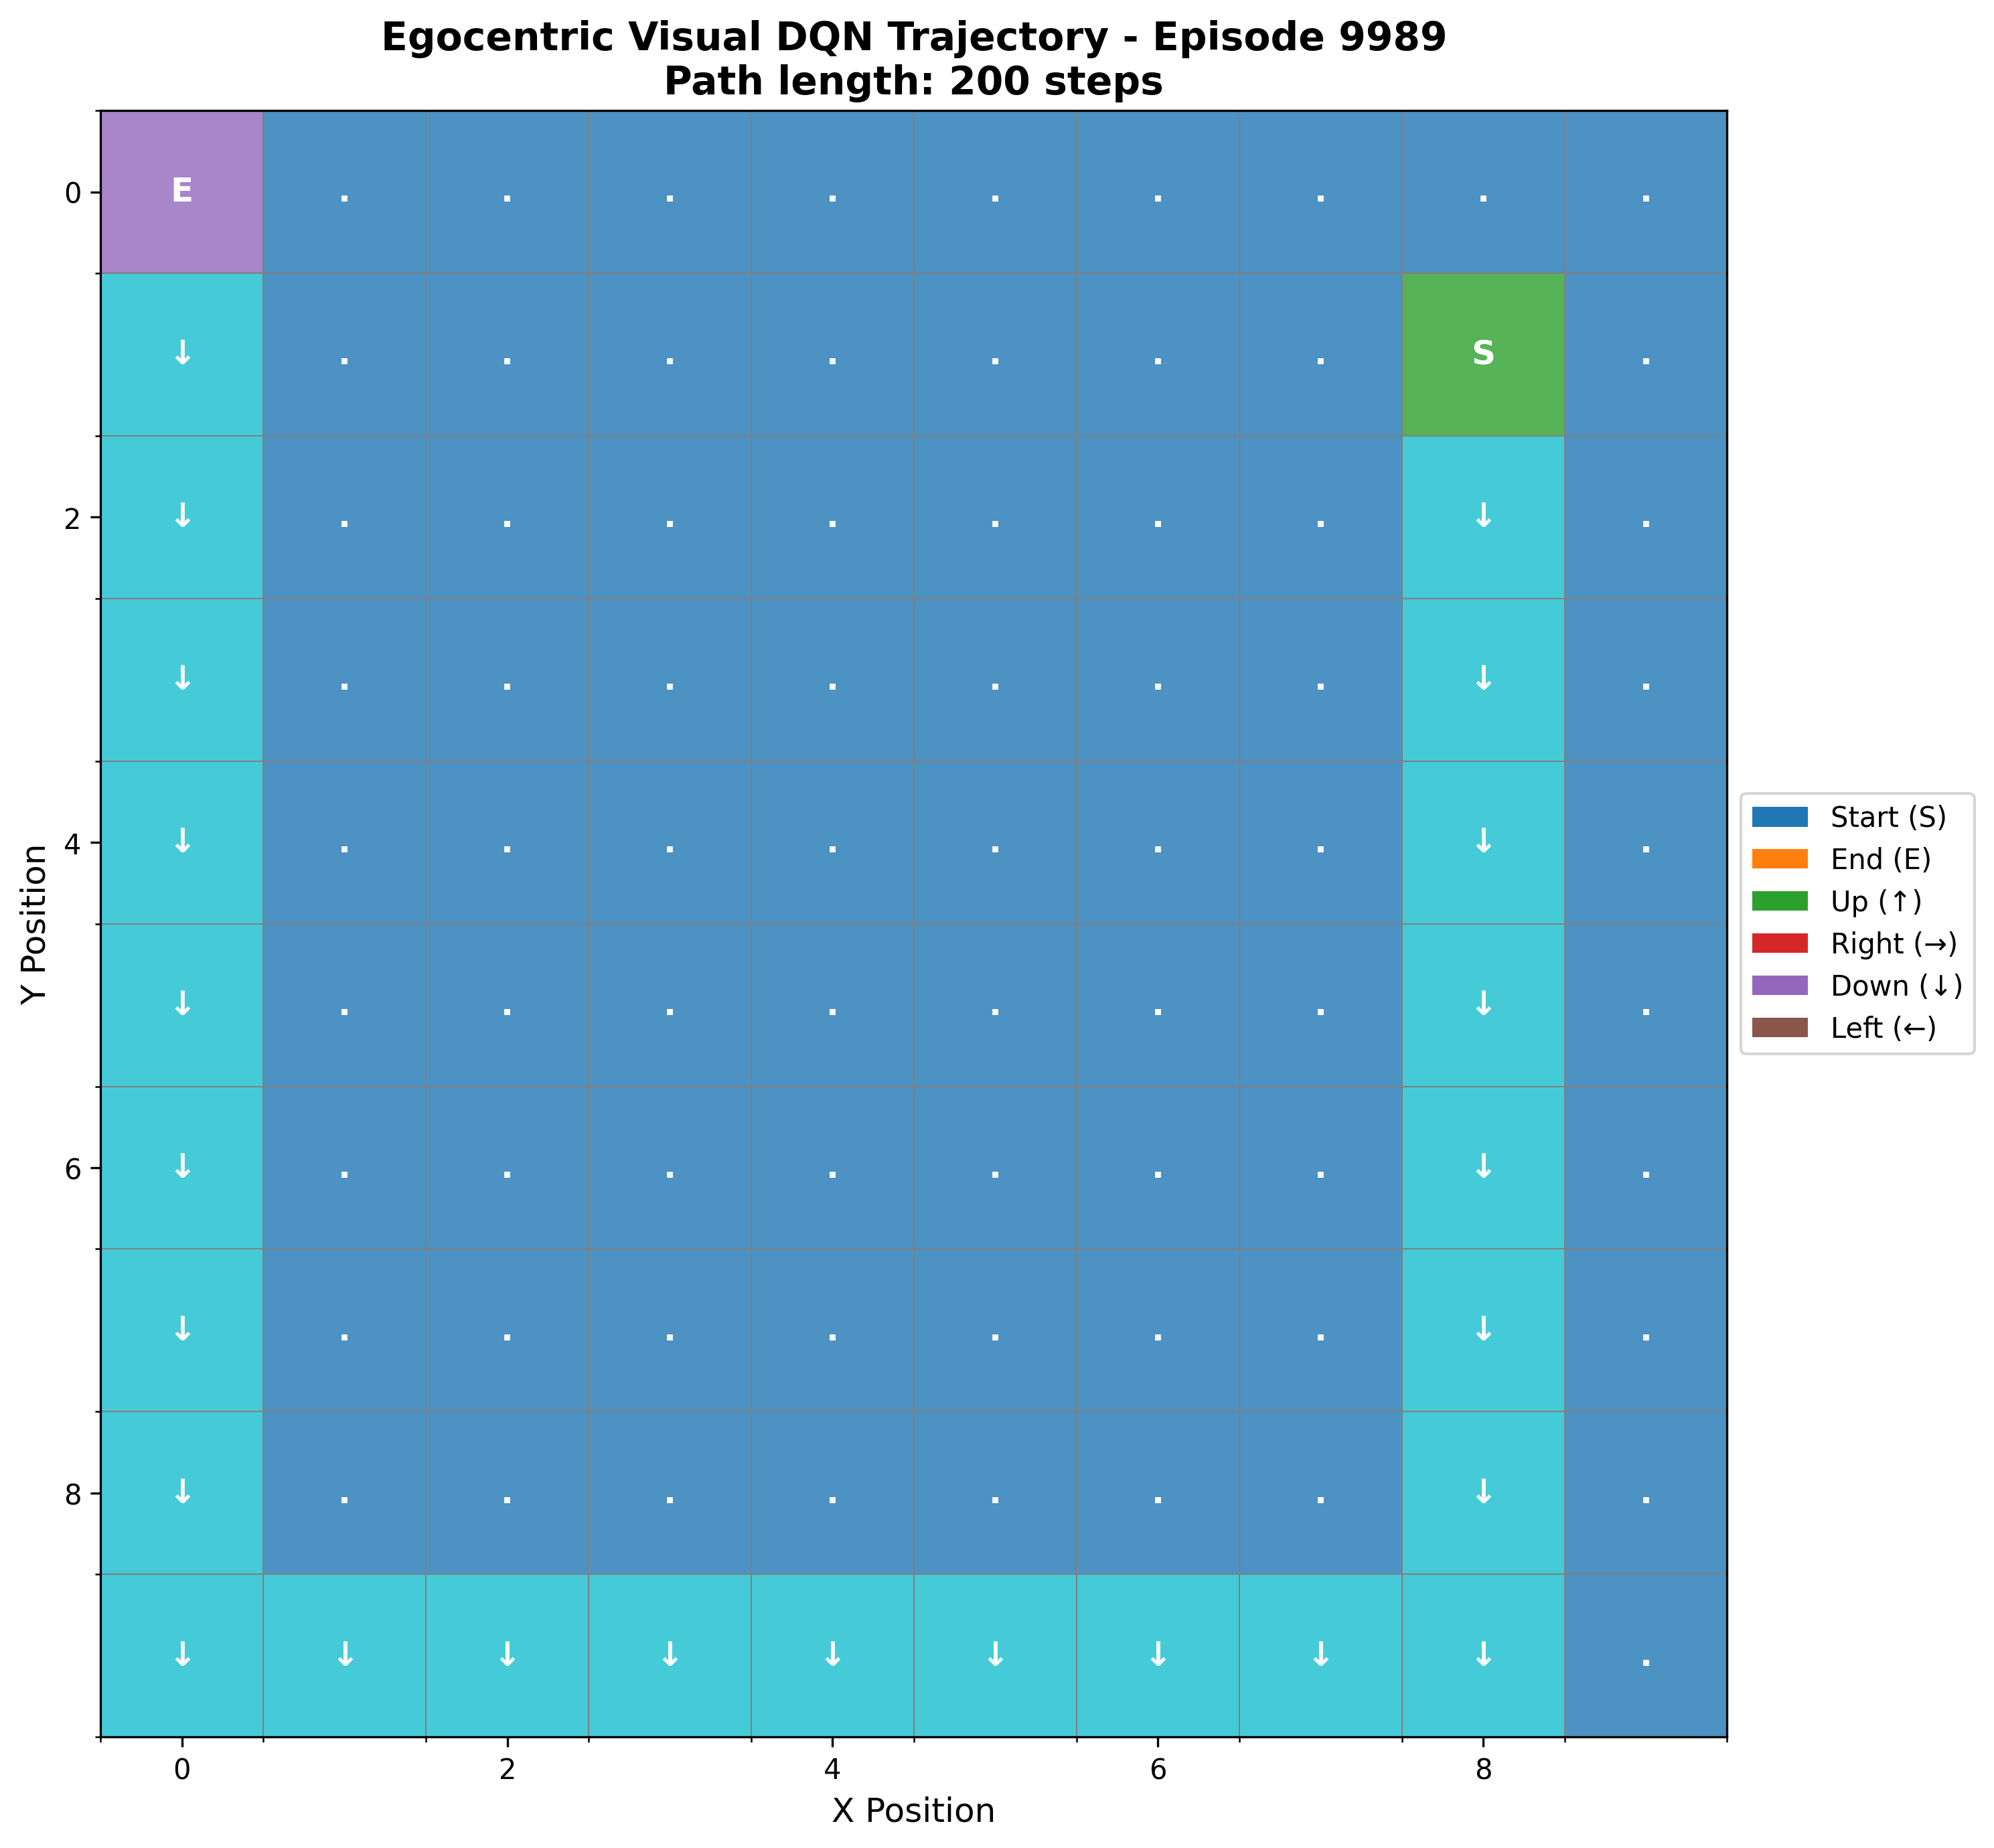 Egocentric Visual DQN Trajectory - Episode 9989
Path length: 200 steps
0 E . . . . . . . . .
↓ . . . . . . . S .
2 ↓ . . . . . . . ↓ .
↓ . . . . . . . ↓ .
4 ↓ . . . . . . . ↓ .
↓ . . . . . . . ↓ .
6 ↓ . . . . . . . ↓ .
↓ . . . . . . . ↓ .
8 ↓ . . . . . . . ↓ .
↓ ↓ ↓ ↓ ↓ ↓ ↓ ↓ ↓ .
0 2 4 6 8
X Position
Y Position
Start (S)
End (E)
Up (↑)
Right (→)
Down (↓)
Left (←)